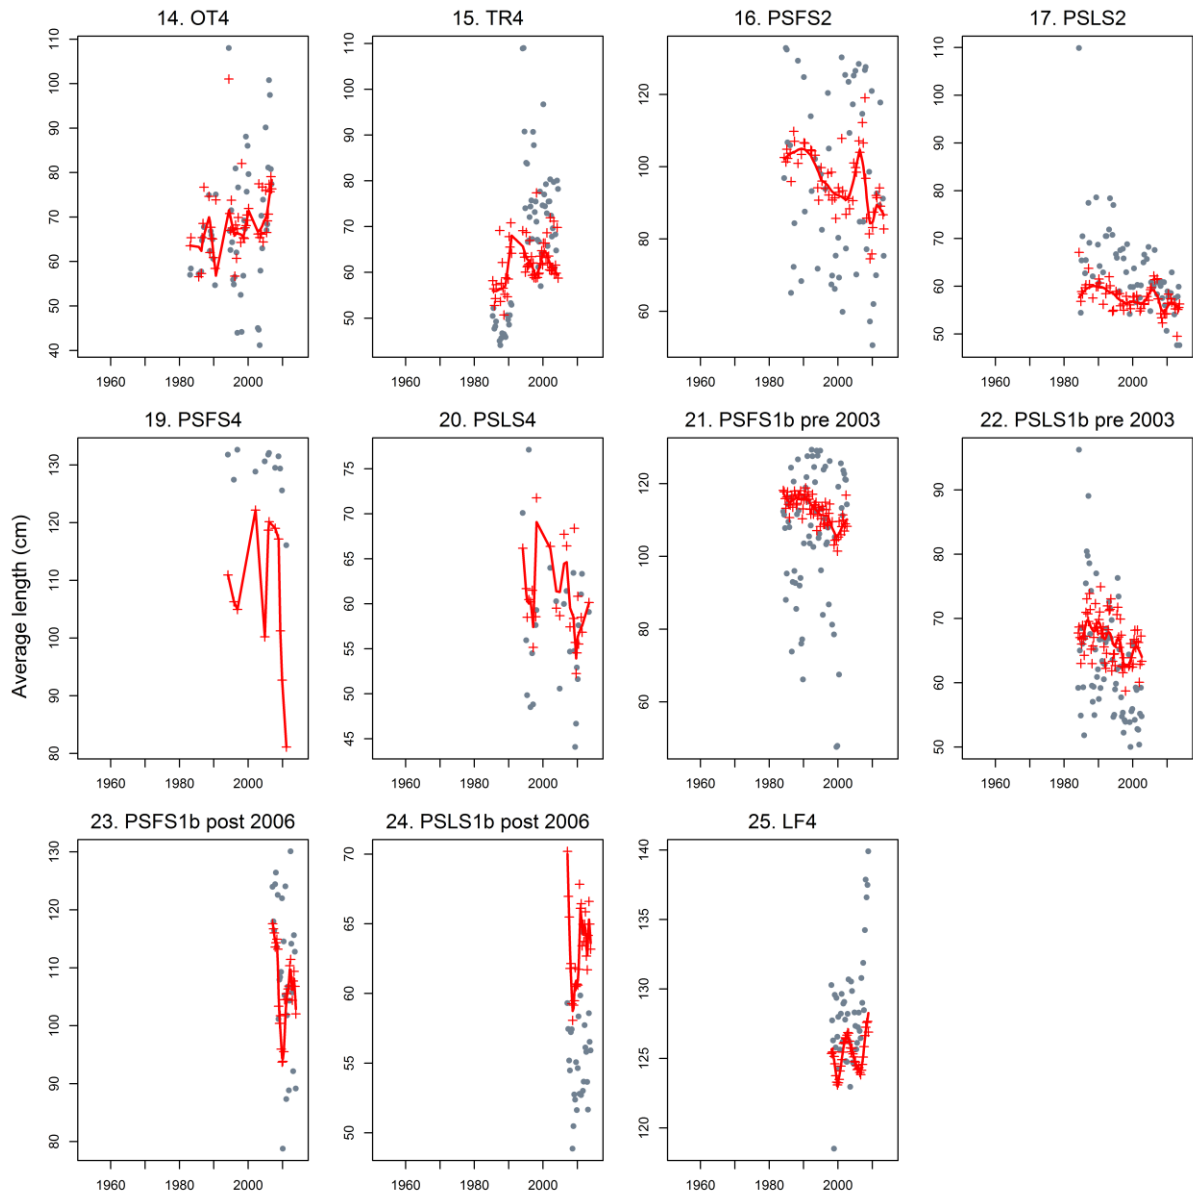 14. OT4
15. TR4
16. PSFS2
17. PSLS2
40 50 60 70 80 90 100 110
50 60 70 80 90 100 110
60 80 100 120
50 60 70 80 90 100 110
1960 1980 2000
1960 1980 2000
1960 1980 2000
1960 1980 2000
19. PSFS4
20. PSLS4
21. PSFS1b pre 2003
22. PSLS1b pre 2003
Average length (cm)
80 90 100 110 120 130
45 50 55 60 65 70 75
60 80 100 120
50 60 70 80 90
1960 1980 2000
1960 1980 2000
1960 1980 2000
1960 1980 2000
23. PSFS1b post 2006
24. PSLS1b post 2006
25. LF4
80 90 100 110 120 130
50 55 60 65 70
120 125 130 135 140
1960 1980 2000
1960 1980 2000
1960 1980 2000